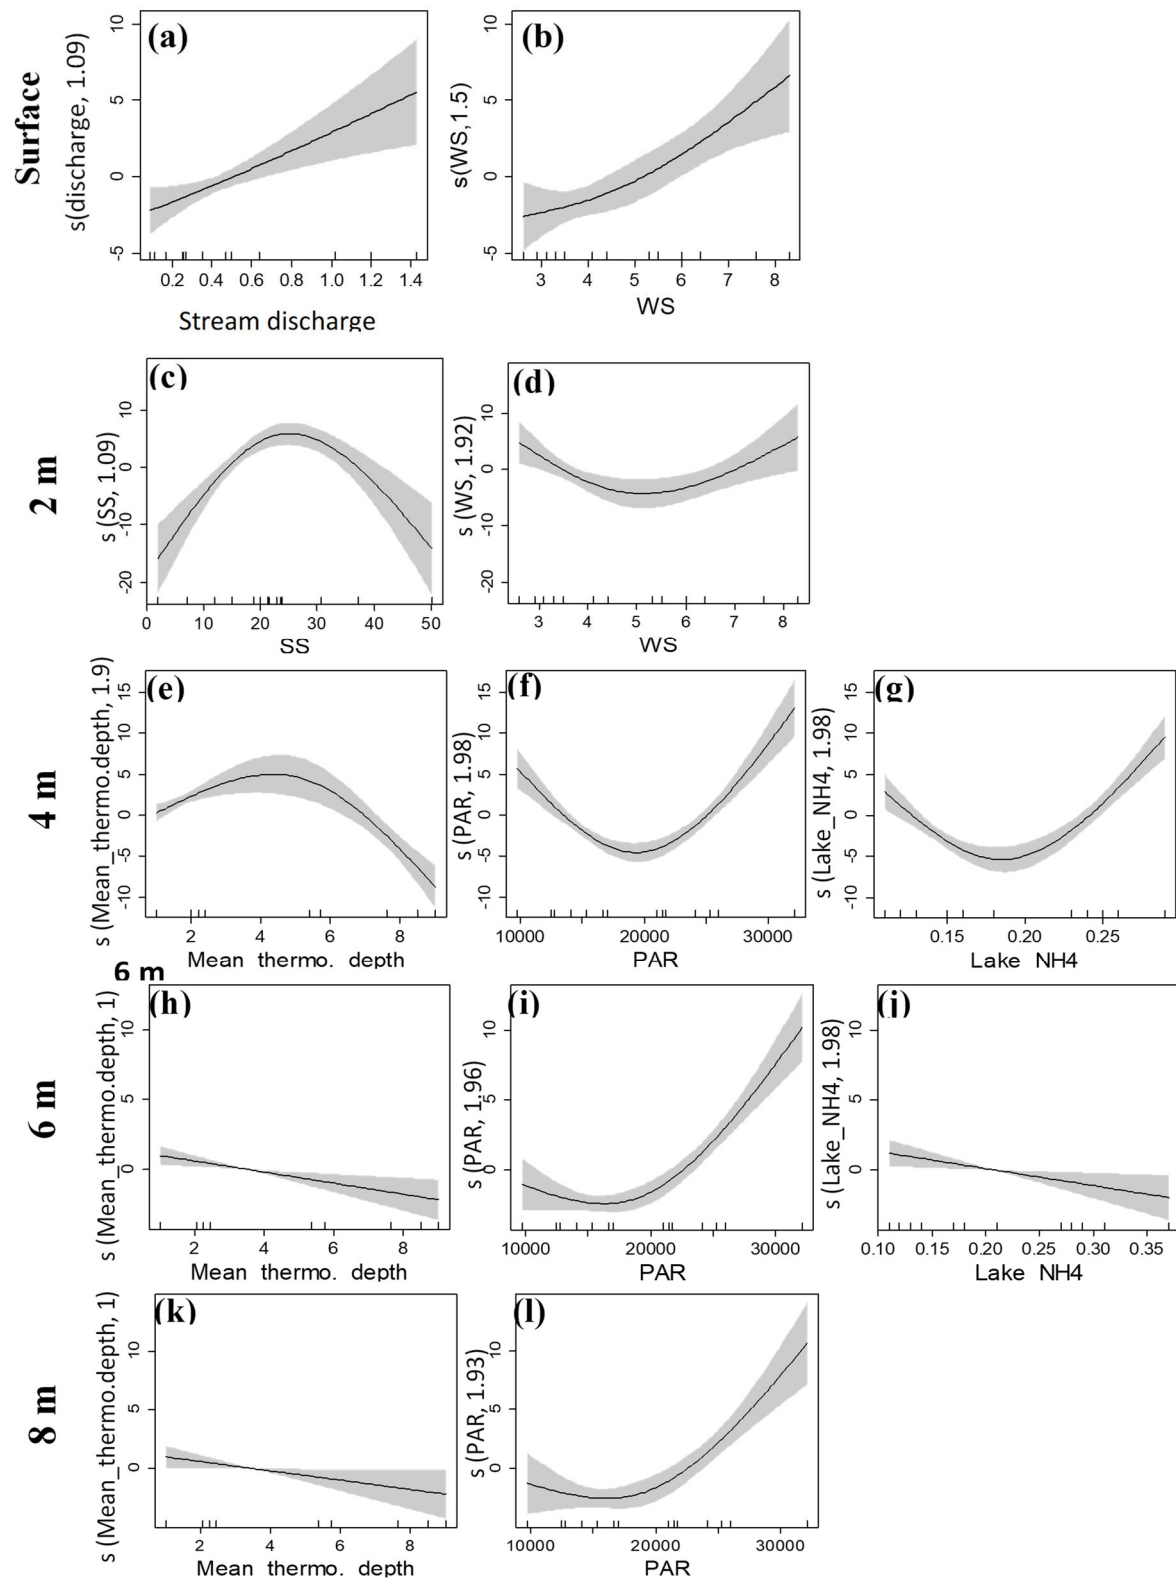 Surface
(a)
s(discharge, 1.09)
10
5
0
-5
0.2 0.4 0.6 0.8 1.0 1.2 1.4
Stream discharge
(b)
s(WS,1.5)
10
5
0
-5
3 4 5 6 7 8
WS
2 m
(c)
s (SS, 1.09)
10
0
-10
-20
0 10 20 30 40 50
SS
(d)
s (WS, 1.92)
10
0
-10
-20
3 4 5 6 7 8
WS
4 m
(e)
s (Mean_thermo.depth, 1.9)
15
10
5
0
-5
-10
2 4 6 8
Mean thermo. depth
(f)
s (PAR, 1.98)
15
10
5
0
-5
-10
10000 20000 30000
PAR
(g)
s (Lake_NH4, 1.98)
15
10
5
0
-5
-10
0.15 0.20 0.25
Lake NH4
6 m
6 m
(h)
s (Mean_thermo.depth, 1)
10
5
0
2 4 6 8
Mean thermo. depth
(i)
s (PAR, 1.96)
10
5
0
10000 20000 30000
PAR
(j)
s (Lake_NH4, 1.98)
10
5
0
0.10 0.15 0.20 0.25 0.30 0.35
Lake NH4
8 m
(k)
s (Mean_thermo.depth, 1)
10
5
0
2 4 6 8
Mean thermo. depth
(l)
s (PAR, 1.93)
10
5
0
10000 20000 30000
PAR